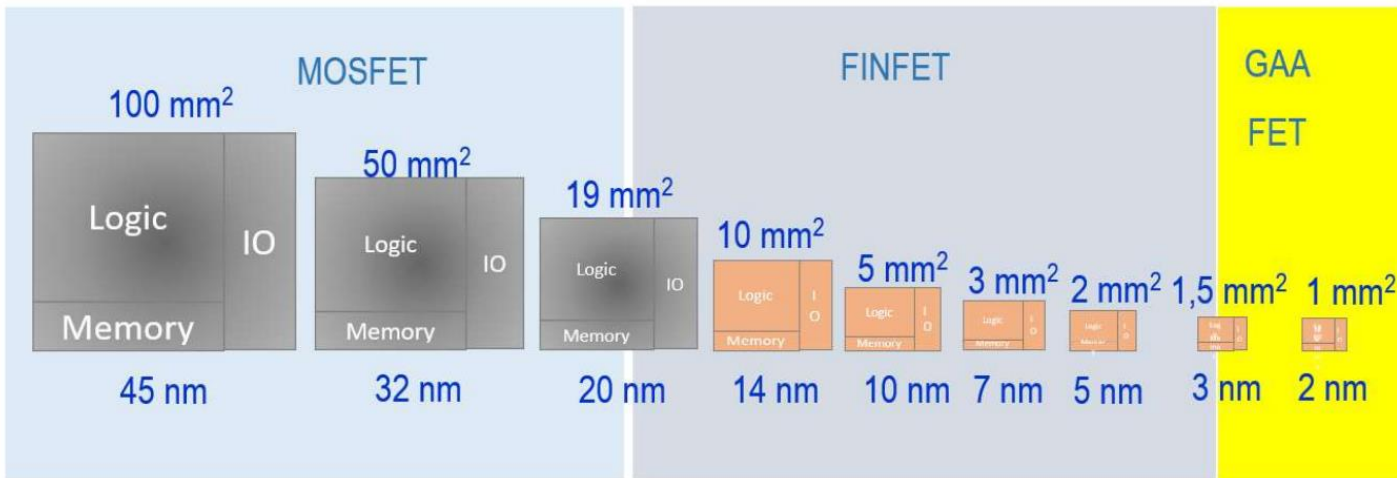 MOSFET
FINFET
GAA
FET
100 mm²
50 mm²
19 mm²
10 mm²
5 mm²
3 mm²
2 mm²
1,5 mm²
1 mm²
Logic
IO
Memory
Logic
IO
Memory
Logic
IO
Memory
Logic
I
O
Memory
Logic
I
O
Memory
Logic
I
O
Memory
Logic
I
O
45 nm
32 nm
20 nm
14 nm
10 nm
7 nm
5 nm
3 nm
2 nm